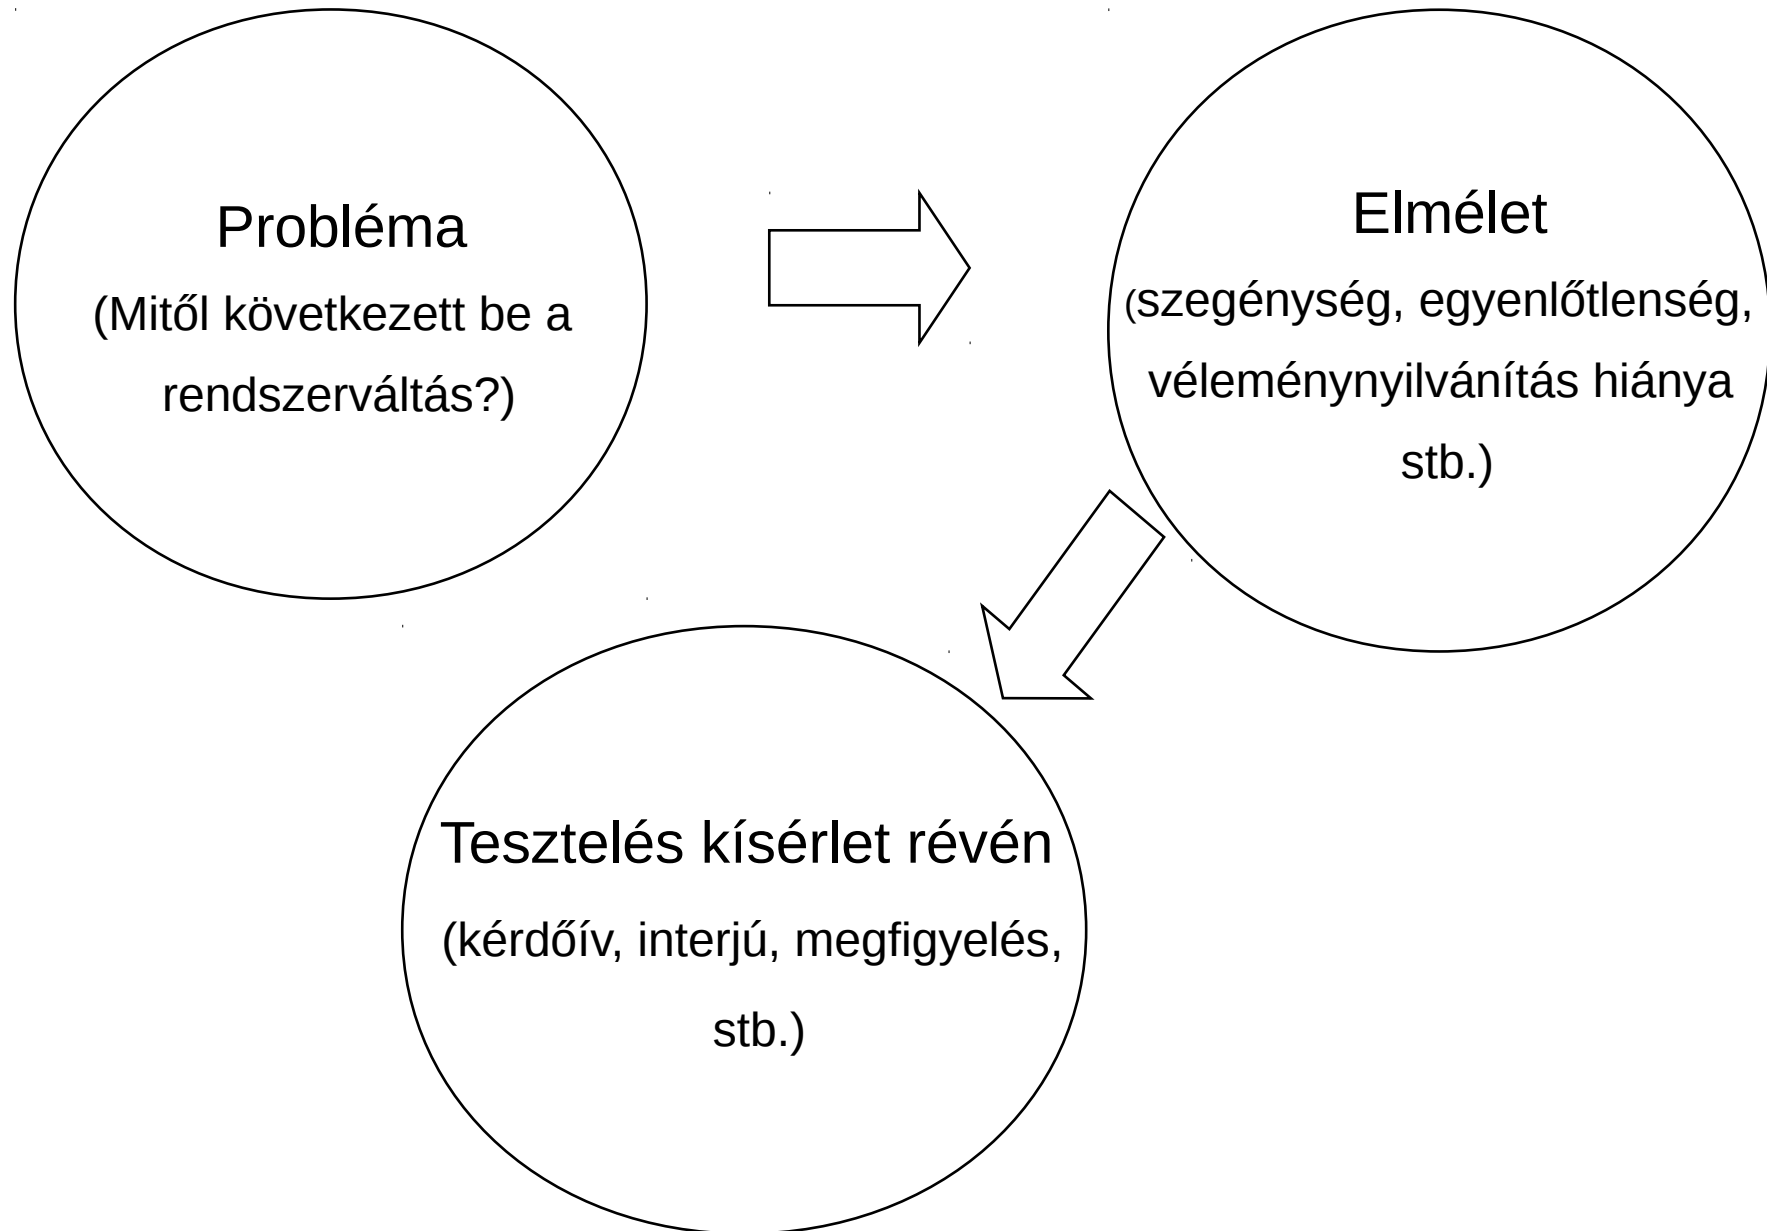 Probléma
(Mitől következett be a
rendszerváltás?)
Elmélet
(szegénység, egyenlőtlenség,
véleménynyilvánítás hiánya
stb.)
Tesztelés kísérlet révén
(kérdőív, interjú, megfigyelés,
stb.)